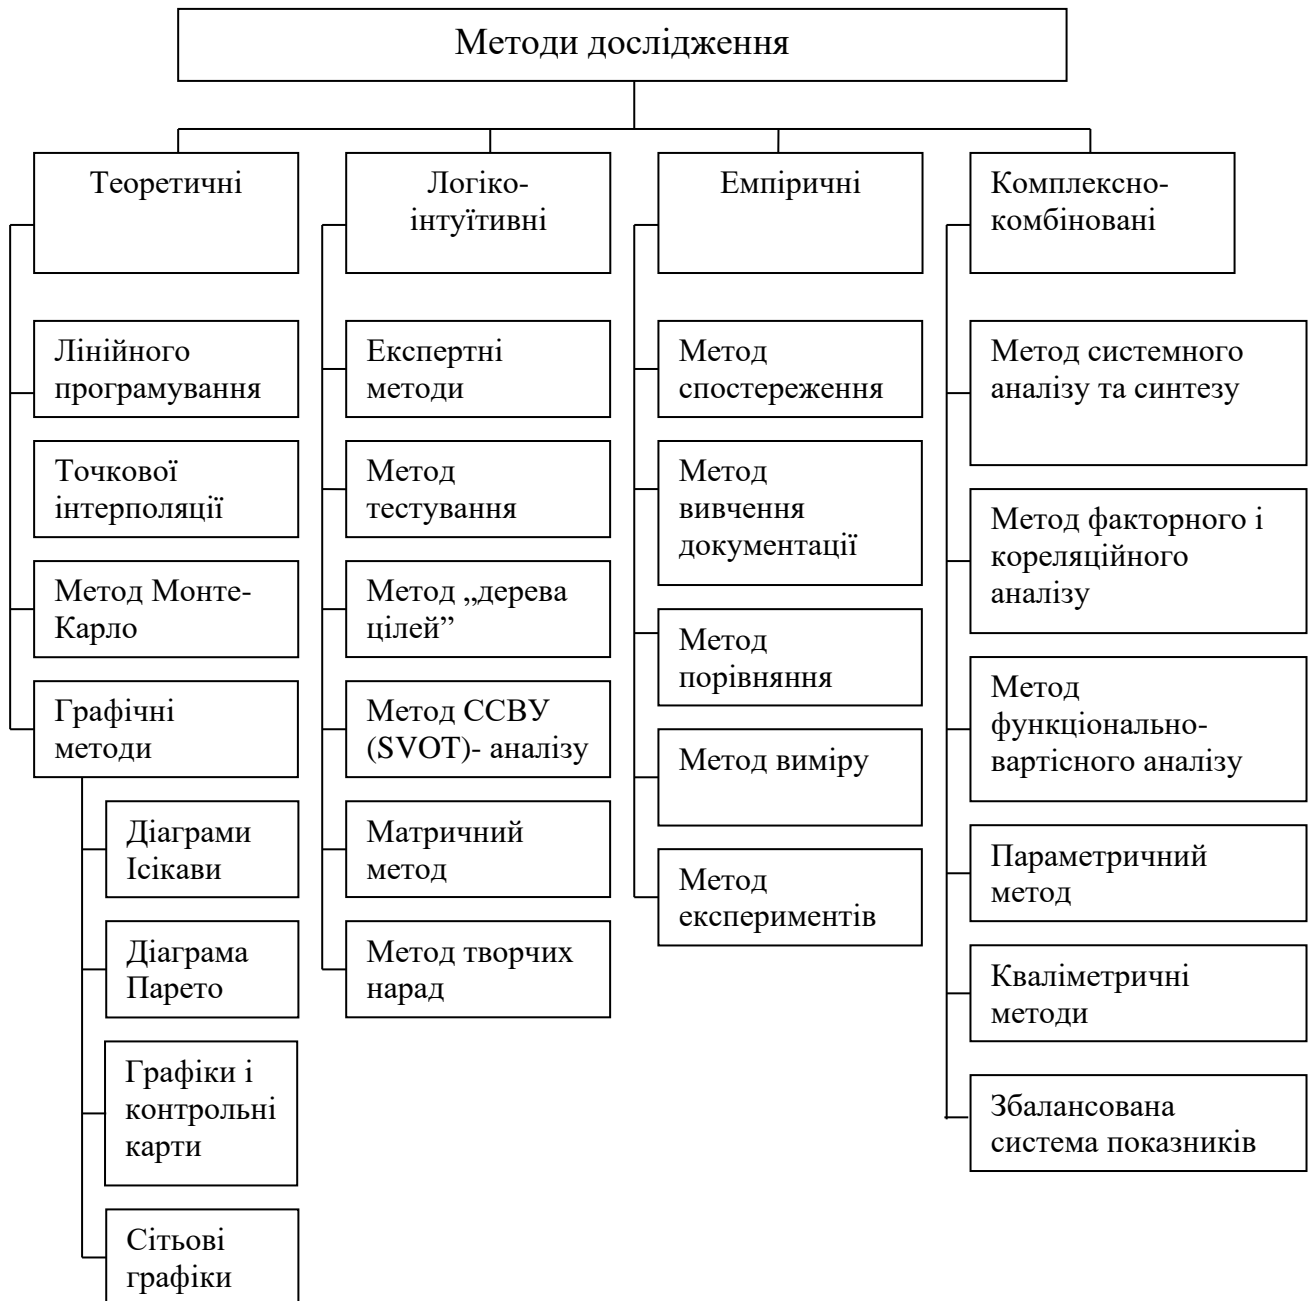 Методи дослідження
Теоретичні
Лінійного
програмування
Точкової
інтерполяції
Метод Монте-
Карло
Графічні
методи
Діаграми
Ісікави
Діаграма
Парето
Графіки і
контрольні
карти
Сітьові
графіки
Логіко-
інтуїтивні
Експертні
методи
Метод
тестування
Метод „дерева
цілей”
Метод ССВУ
(SVOT)- аналізу
Матричний
метод
Метод творчих
нарад
Емпіричні
Метод
спостереження
Метод
вивчення
документації
Метод
порівняння
Метод виміру
Метод
експериментів
Комплексно-
комбіновані
Метод системного
аналізу та синтезу
Метод факторного і
кореляційного
аналізу
Метод
функціонально-
вартісного аналізу
Параметричний
метод
Кваліметричні
методи
Збалансована
система показників